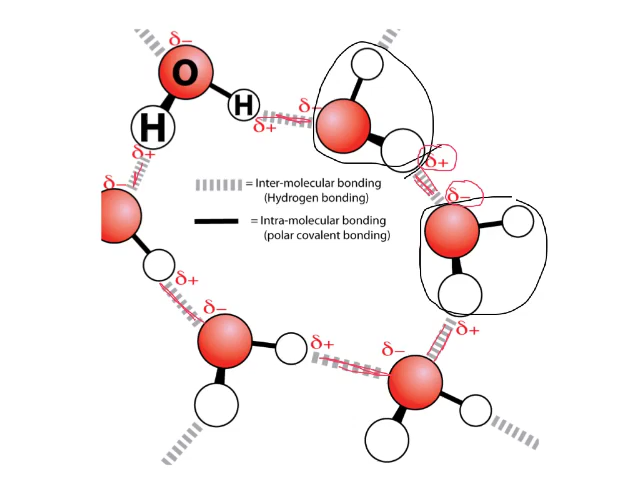 δ−
O
H
H
δ+
δ−
δ+
δ+
δ−
δ−
= Inter-molecular bonding
(Hydrogen bonding)
= Intra-molecular bonding
(polar covalent bonding)
δ+
δ−
δ+
δ+
δ−